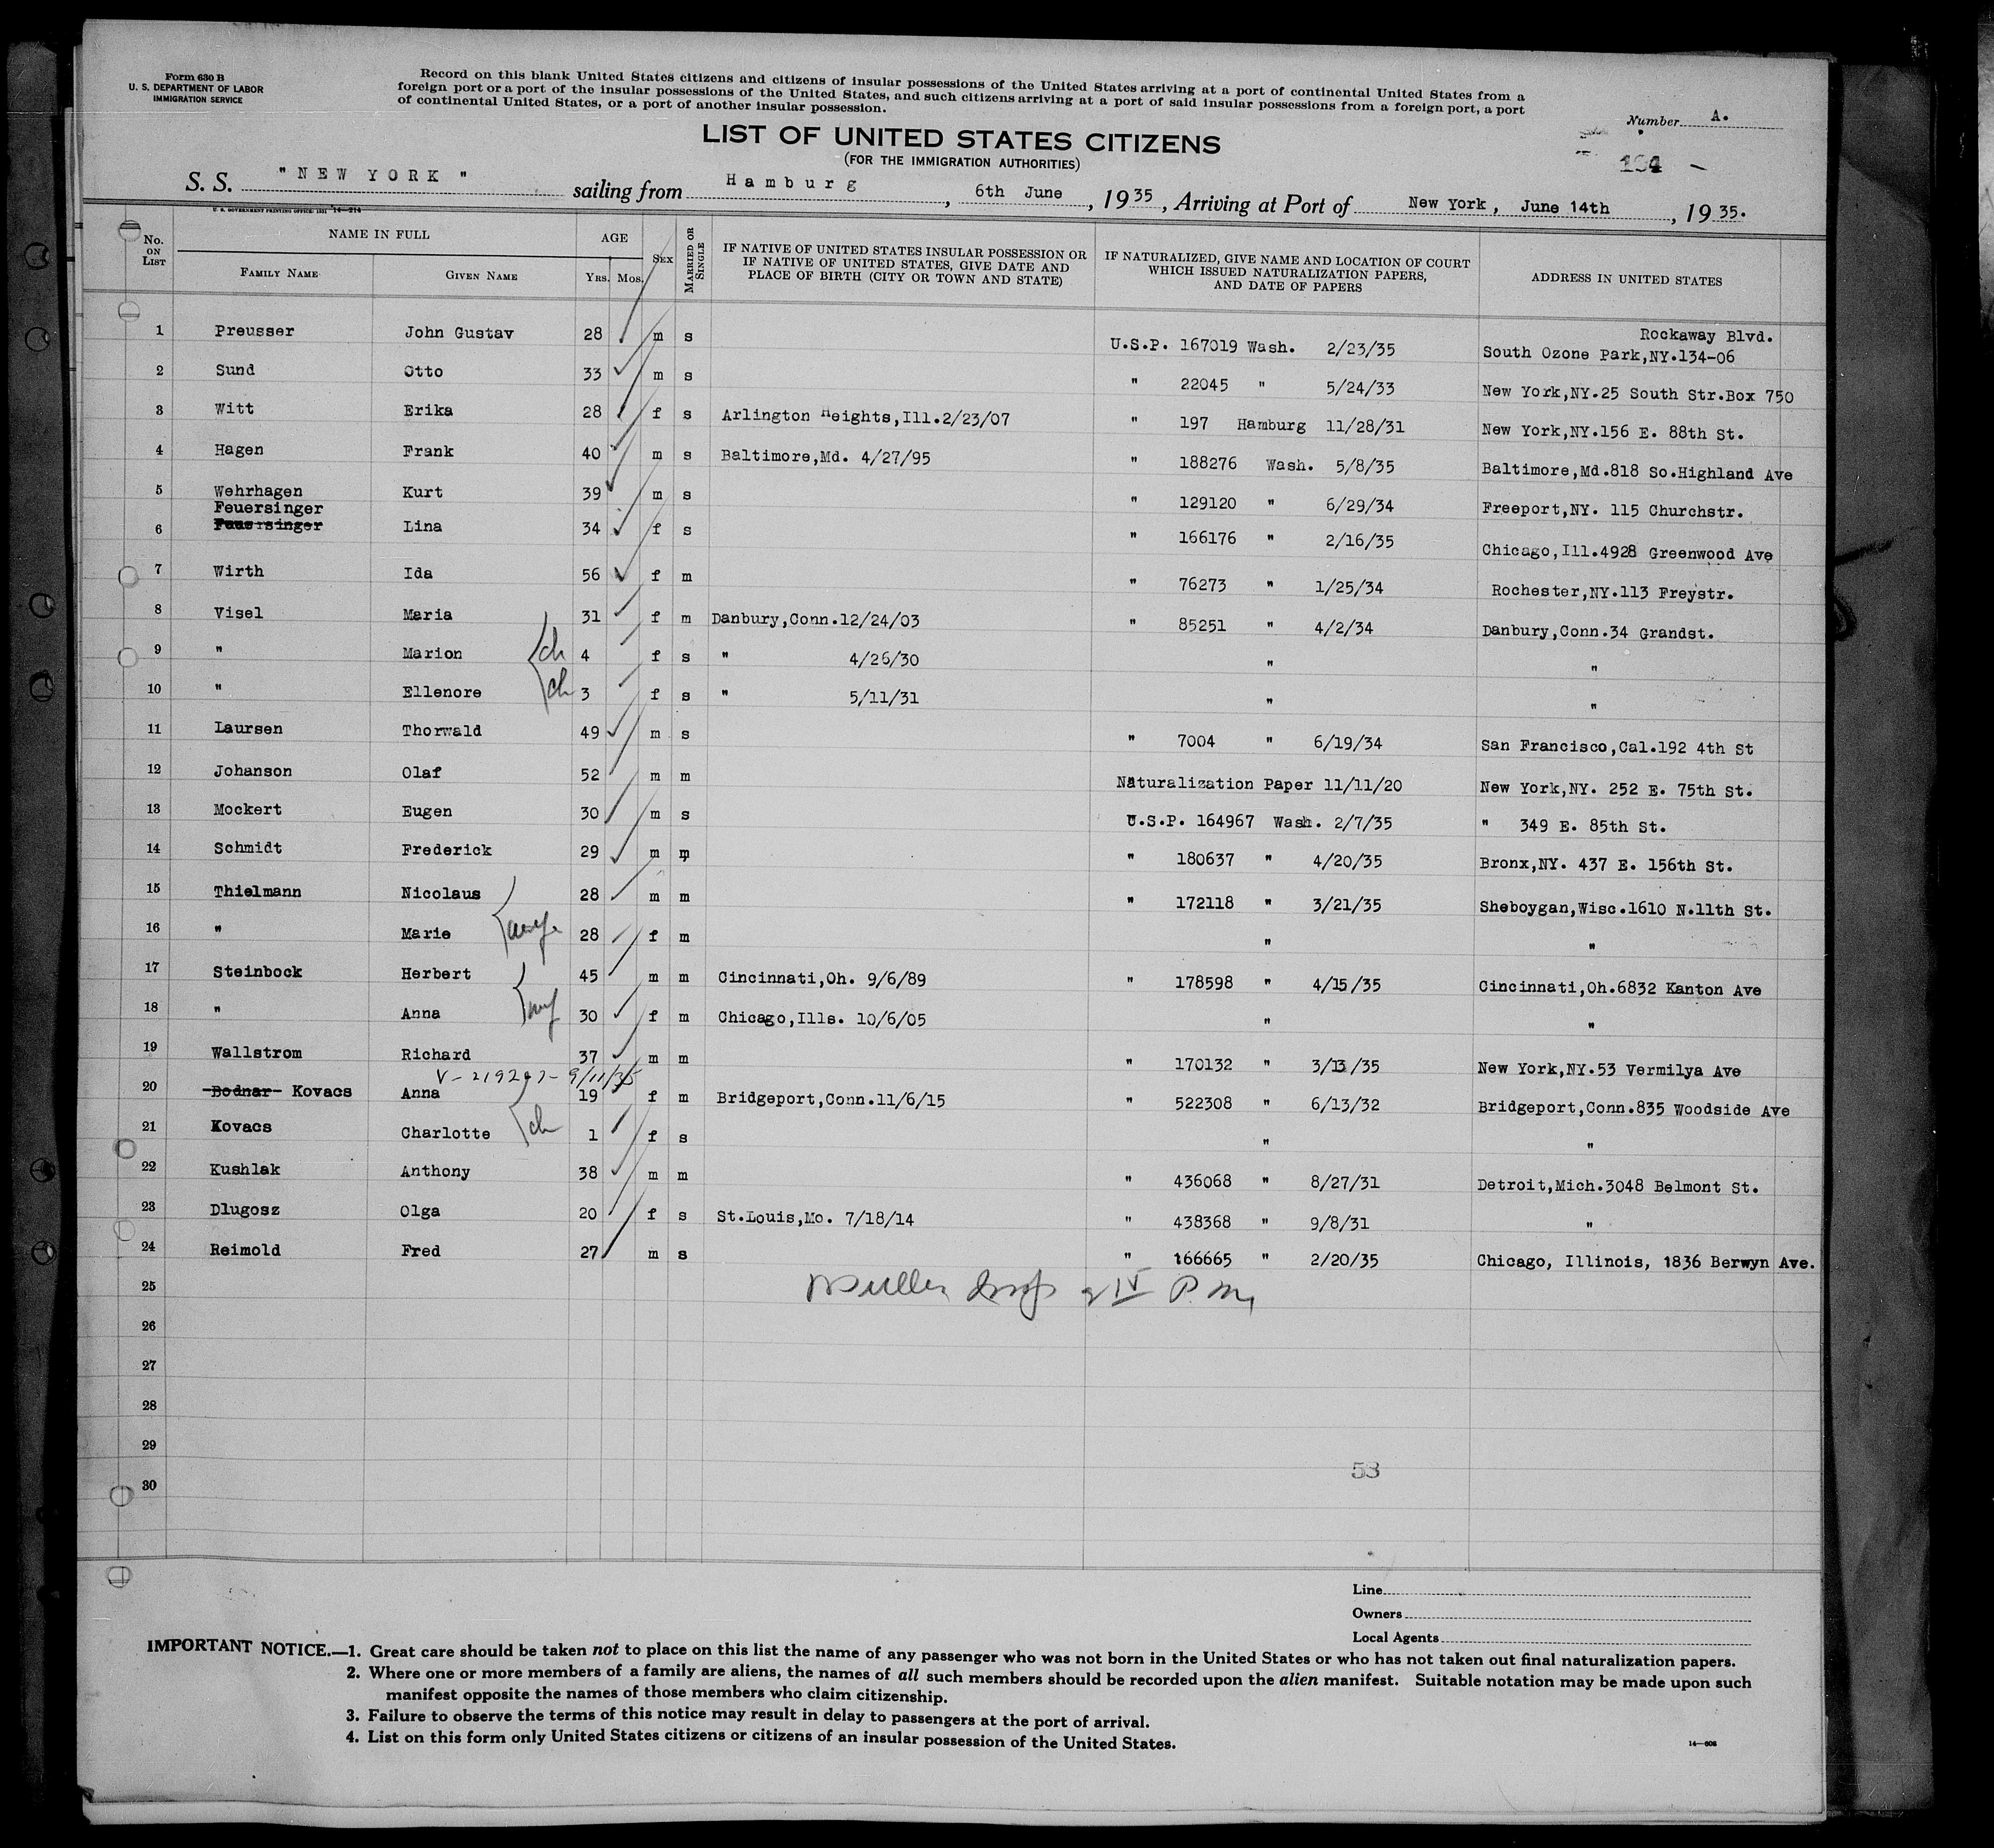 Form 630 B
U. S. DEPARTMENT OF LABOR
IMMIGRATION SERVICE
Record on this blank United States citizens and citizens of insular possessions of the United States arriving at a port of continental United States from a
foreign port or a port of the insular possessions of the United States, and such citizens arriving at a port of said insular possessions from a foreign port, a port
of continental United States, or a port of another insular possession.
Number A.
LIST OF UNITED STATES CITIZENS
(FOR THE IMMIGRATION AUTHORITIES)
S. S. "NEW YORK" sailing from Hamburg, 6th June, 1935, Arriving at Port of New York, June 14th, 1935.
U. S. GOVERNMENT PRINTING OFFICE: 1931 14—214
No. ON LIST
NAME IN FULL
FAMILY NAME
GIVEN NAME
AGE
YRS. MOS.
SEX
MARRIED OR SINGLE
IF NATIVE OF UNITED STATES INSULAR POSSESSION OR
IF NATIVE OF UNITED STATES, GIVE DATE AND
PLACE OF BIRTH (CITY OR TOWN AND STATE)
IF NATURALIZED, GIVE NAME AND LOCATION OF COURT
WHICH ISSUED NATURALIZATION PAPERS,
AND DATE OF PAPERS
ADDRESS IN UNITED STATES
Rockaway Blvd.
1 Preusser John Gustav 28 m s U.S.P. 167019 Wash. 2/23/35 South Ozone Park,NY.134-06
2 Sund Otto 33 m s " 22045 " 5/24/33 New York,NY.25 South Str.Box 750
3 Witt Erika 28 f s Arlington Heights,Ill.2/23/07 " 197 Hamburg 11/28/31 New York,NY.156 E. 88th St.
4 Hagen Frank 40 m s Baltimore,Md. 4/27/95 " 188276 Wash. 5/8/35 Baltimore,Md.818 So.Highland Ave
5 Wehrhagen Kurt 39 m s " 129120 " 6/29/34 Freeport,NY. 115 Churchstr.
Feuersinger
6 Feuersinger Lina 34 f s " 166176 " 2/16/35 Chicago,Ill.4928 Greenwood Ave
7 Wirth Ida 56 f m " 76273 " 1/25/34 Rochester,NY.113 Freystr.
8 Visel Maria 31 f m Danbury,Conn.12/24/03 " 85251 " 4/2/34 Danbury,Conn.34 Grandst.
9 " Marion ch 4 f s " 4/26/30 " "
10 " Ellenore ch 3 f s " 5/11/31 " "
11 Laursen Thorwald 49 m s " 7004 " 6/19/34 San Francisco,Cal.192 4th St
12 Johanson Olaf 52 m m Naturalization Paper 11/11/20 New York,NY. 252 E. 75th St.
13 Mockert Eugen 30 m s U.S.P. 164967 Wash. 2/7/35 " 349 E. 85th St.
14 Schmidt Frederick 29 m m " 180637 " 4/20/35 Bronx,NY. 437 E. 156th St.
15 Thielmann Nicolaus 28 m m " 172118 " 3/21/35 Sheboygan,Wisc.1610 N.11th St.
16 " Marie 28 f m " "
17 Steinbock Herbert 45 m m Cincinnati,Oh. 9/6/89 " 178598 " 4/15/35 Cincinnati,Oh.6832 Kanton Ave
18 " Anna 30 f m Chicago,Ills. 10/6/05 " "
19 Wallstrom Richard 37 m m " 170132 " 3/13/35 New York,NY.53 Vermilya Ave
20 Bodnar Kovacs Anna 19 f m Bridgeport,Conn.11/6/15 " 522308 " 6/13/32 Bridgeport,Conn.835 Woodside Ave
21 Kovacs Charlotte ch 1 f s " "
22 Kushlak Anthony 38 m m " 436068 " 8/27/31 Detroit,Mich.3048 Belmont St.
23 Dlugosz Olga 20 f s St.Louis,Mo. 7/18/14 " 438368 " 9/8/31 "
24 Reimold Fred 27 m s " 166665 " 2/20/35 Chicago, Illinois, 1836 Berwyn Ave.
25
26
27
28
29
53
30
Line
Owners
Local Agents
IMPORTANT NOTICE.—1. Great care should be taken not to place on this list the name of any passenger who was not born in the United States or who has not taken out final naturalization papers.
2. Where one or more members of a family are aliens, the names of all such members should be recorded upon the alien manifest. Suitable notation may be made upon such
manifest opposite the names of those members who claim citizenship.
3. Failure to observe the terms of this notice may result in delay to passengers at the port of arrival.
4. List on this form only United States citizens or citizens of an insular possession of the United States.